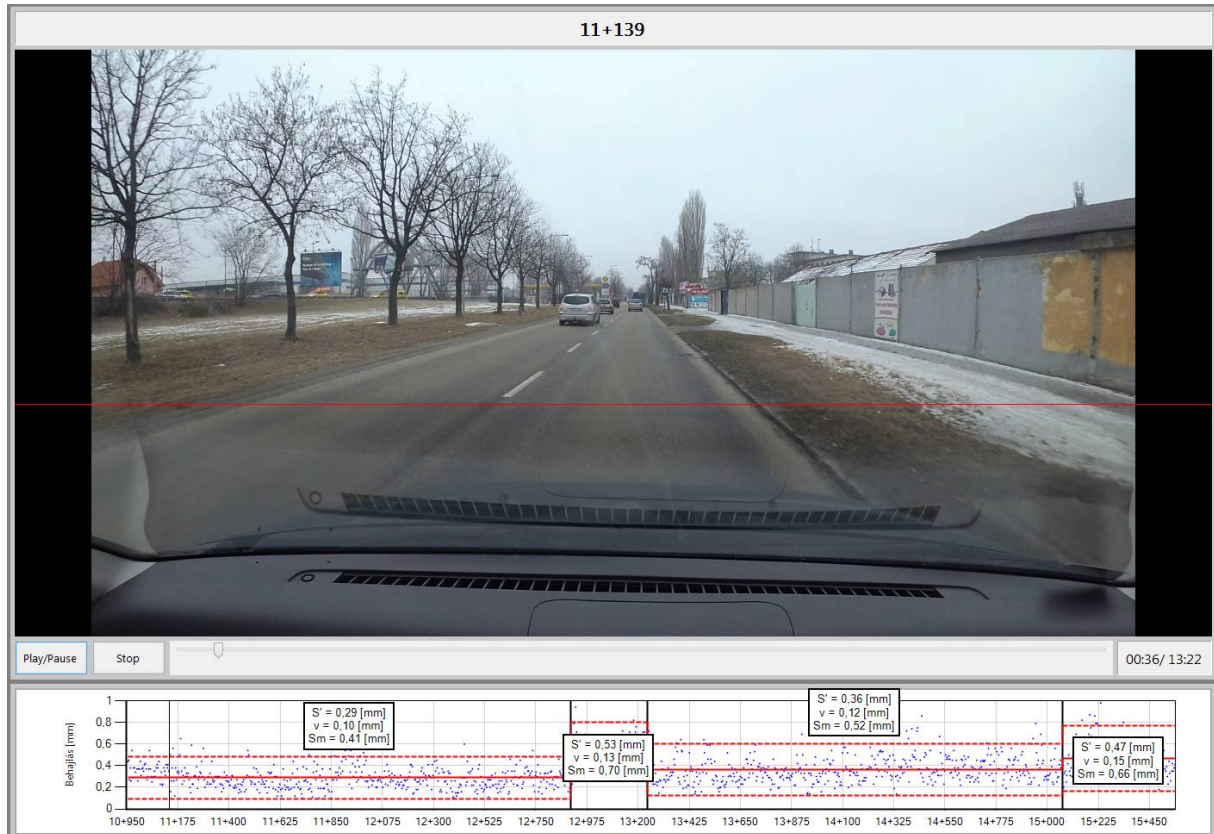 11+139
Play/Pause
Stop
00:36/ 13:22
Behajlás [mm]
1
0,8
0,6
0,4
0,2
0
S' = 0,29 [mm]
v = 0,10 [mm]
Sm = 0,41 [mm]
S' = 0,53 [mm]
v = 0,13 [mm]
Sm = 0,70 [mm]
S' = 0,36 [mm]
v = 0,12 [mm]
Sm = 0,52 [mm]
S' = 0,47 [mm]
v = 0,15 [mm]
Sm = 0,66 [mm]
10+950 11+175 11+400 11+625 11+850 12+075 12+300 12+525 12+750 12+975 13+200 13+425 13+650 13+875 14+100 14+325 14+550 14+775 15+000 15+225 15+450